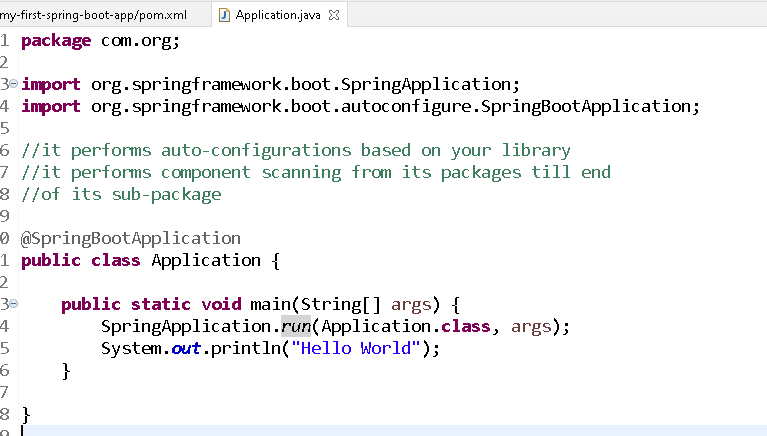 my-first-spring-boot-app/pom.xml Application.java
1 package com.org;
2
3 import org.springframework.boot.SpringApplication;
4 import org.springframework.boot.autoconfigure.SpringBootApplication;
5
6 //it performs auto-configurations based on your library
7 //it performs component scanning from its packages till end
8 //of its sub-package
9
0 @SpringBootApplication
1 public class Application {
2
3 public static void main(String[] args) {
4 SpringApplication.run(Application.class, args);
5 System.out.println("Hello World");
6 }
7
8 }
9